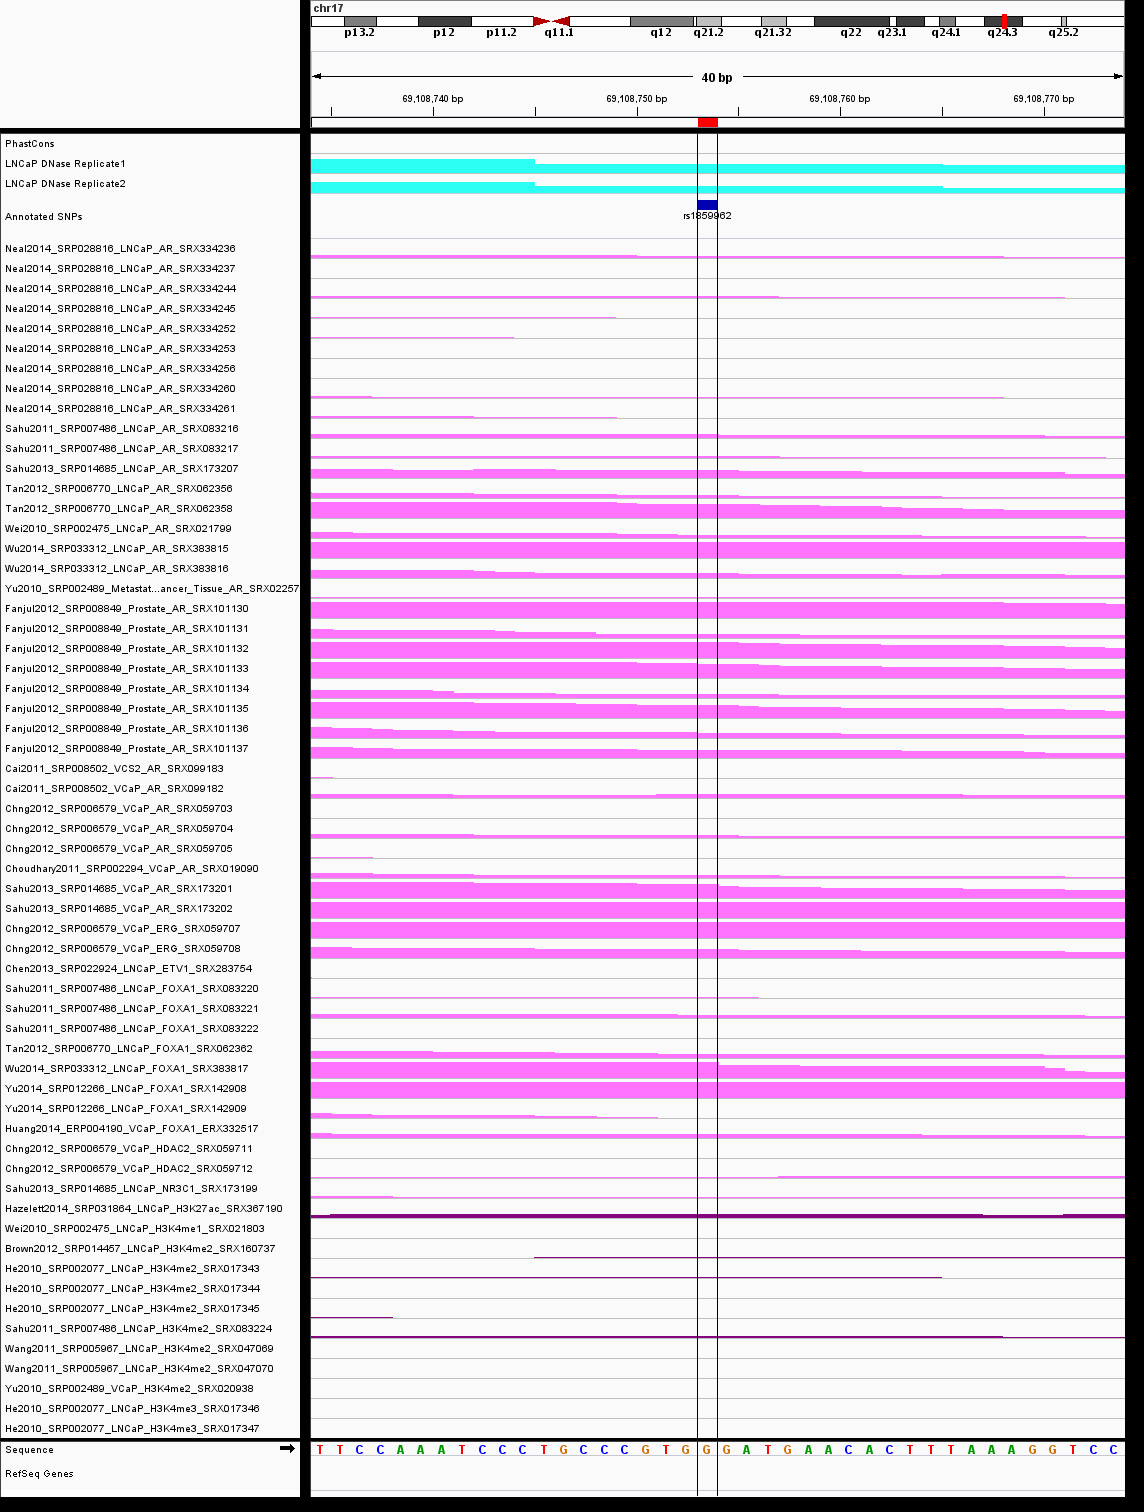 chr17
p13.2 p12 p11.2 q11.1 q12 q21.2 q21.32 q22 q23.1 q24.1 q24.3 q25.2
40 bp
69,108,740 bp 69,108,750 bp 69,108,760 bp 69,108,770 bp
PhastCons
LNCaP DNase Replicate1
LNCaP DNase Replicate2
Annotated SNPs
rs1859962
Neal2014_SRP028816_LNCaP_AR_SRX334236
Neal2014_SRP028816_LNCaP_AR_SRX334237
Neal2014_SRP028816_LNCaP_AR_SRX334244
Neal2014_SRP028816_LNCaP_AR_SRX334245
Neal2014_SRP028816_LNCaP_AR_SRX334252
Neal2014_SRP028816_LNCaP_AR_SRX334253
Neal2014_SRP028816_LNCaP_AR_SRX334256
Neal2014_SRP028816_LNCaP_AR_SRX334260
Neal2014_SRP028816_LNCaP_AR_SRX334261
Sahu2011_SRP007486_LNCaP_AR_SRX083216
Sahu2011_SRP007486_LNCaP_AR_SRX083217
Sahu2013_SRP014685_LNCaP_AR_SRX173207
Tan2012_SRP006770_LNCaP_AR_SRX062356
Tan2012_SRP006770_LNCaP_AR_SRX062358
Wei2010_SRP002475_LNCaP_AR_SRX021799
Wu2014_SRP033312_LNCaP_AR_SRX383815
Wu2014_SRP033312_LNCaP_AR_SRX383816
Yu2010_SRP002489_Metastat...ancer_Tissue_AR_SRX02257
Fanjul2012_SRP008849_Prostate_AR_SRX101130
Fanjul2012_SRP008849_Prostate_AR_SRX101131
Fanjul2012_SRP008849_Prostate_AR_SRX101132
Fanjul2012_SRP008849_Prostate_AR_SRX101133
Fanjul2012_SRP008849_Prostate_AR_SRX101134
Fanjul2012_SRP008849_Prostate_AR_SRX101135
Fanjul2012_SRP008849_Prostate_AR_SRX101136
Fanjul2012_SRP008849_Prostate_AR_SRX101137
Cai2011_SRP008502_VCS2_AR_SRX099183
Cai2011_SRP008502_VCaP_AR_SRX099182
Chng2012_SRP006579_VCaP_AR_SRX059703
Chng2012_SRP006579_VCaP_AR_SRX059704
Chng2012_SRP006579_VCaP_AR_SRX059705
Choudhary2011_SRP002294_VCaP_AR_SRX019090
Sahu2013_SRP014685_VCaP_AR_SRX173201
Sahu2013_SRP014685_VCaP_AR_SRX173202
Chng2012_SRP006579_VCaP_ERG_SRX059707
Chng2012_SRP006579_VCaP_ERG_SRX059708
Chen2013_SRP022924_LNCaP_ETV1_SRX283754
Sahu2011_SRP007486_LNCaP_FOXA1_SRX083220
Sahu2011_SRP007486_LNCaP_FOXA1_SRX083221
Sahu2011_SRP007486_LNCaP_FOXA1_SRX083222
Tan2012_SRP006770_LNCaP_FOXA1_SRX062362
Wu2014_SRP033312_LNCaP_FOXA1_SRX383817
Yu2014_SRP012266_LNCaP_FOXA1_SRX142908
Yu2014_SRP012266_LNCaP_FOXA1_SRX142909
Huang2014_ERP004190_VCaP_FOXA1_ERX332517
Chng2012_SRP006579_VCaP_HDAC2_SRX059711
Chng2012_SRP006579_VCaP_HDAC2_SRX059712
Sahu2013_SRP014685_LNCaP_NR3C1_SRX173199
Hazelett2014_SRP031864_LNCaP_H3K27ac_SRX367190
Wei2010_SRP002475_LNCaP_H3K4me1_SRX021803
Brown2012_SRP014457_LNCaP_H3K4me2_SRX160737
He2010_SRP002077_LNCaP_H3K4me2_SRX017343
He2010_SRP002077_LNCaP_H3K4me2_SRX017344
He2010_SRP002077_LNCaP_H3K4me2_SRX017345
Sahu2011_SRP007486_LNCaP_H3K4me2_SRX083224
Wang2011_SRP005967_LNCaP_H3K4me2_SRX047069
Wang2011_SRP005967_LNCaP_H3K4me2_SRX047070
Yu2010_SRP002489_VCaP_H3K4me2_SRX020938
He2010_SRP002077_LNCaP_H3K4me3_SRX017346
He2010_SRP002077_LNCaP_H3K4me3_SRX017347
Sequence T T C C A A A T C C C T G C C C G T G G G A T G A A C A C T T T A A A G G T C C
RefSeq Genes